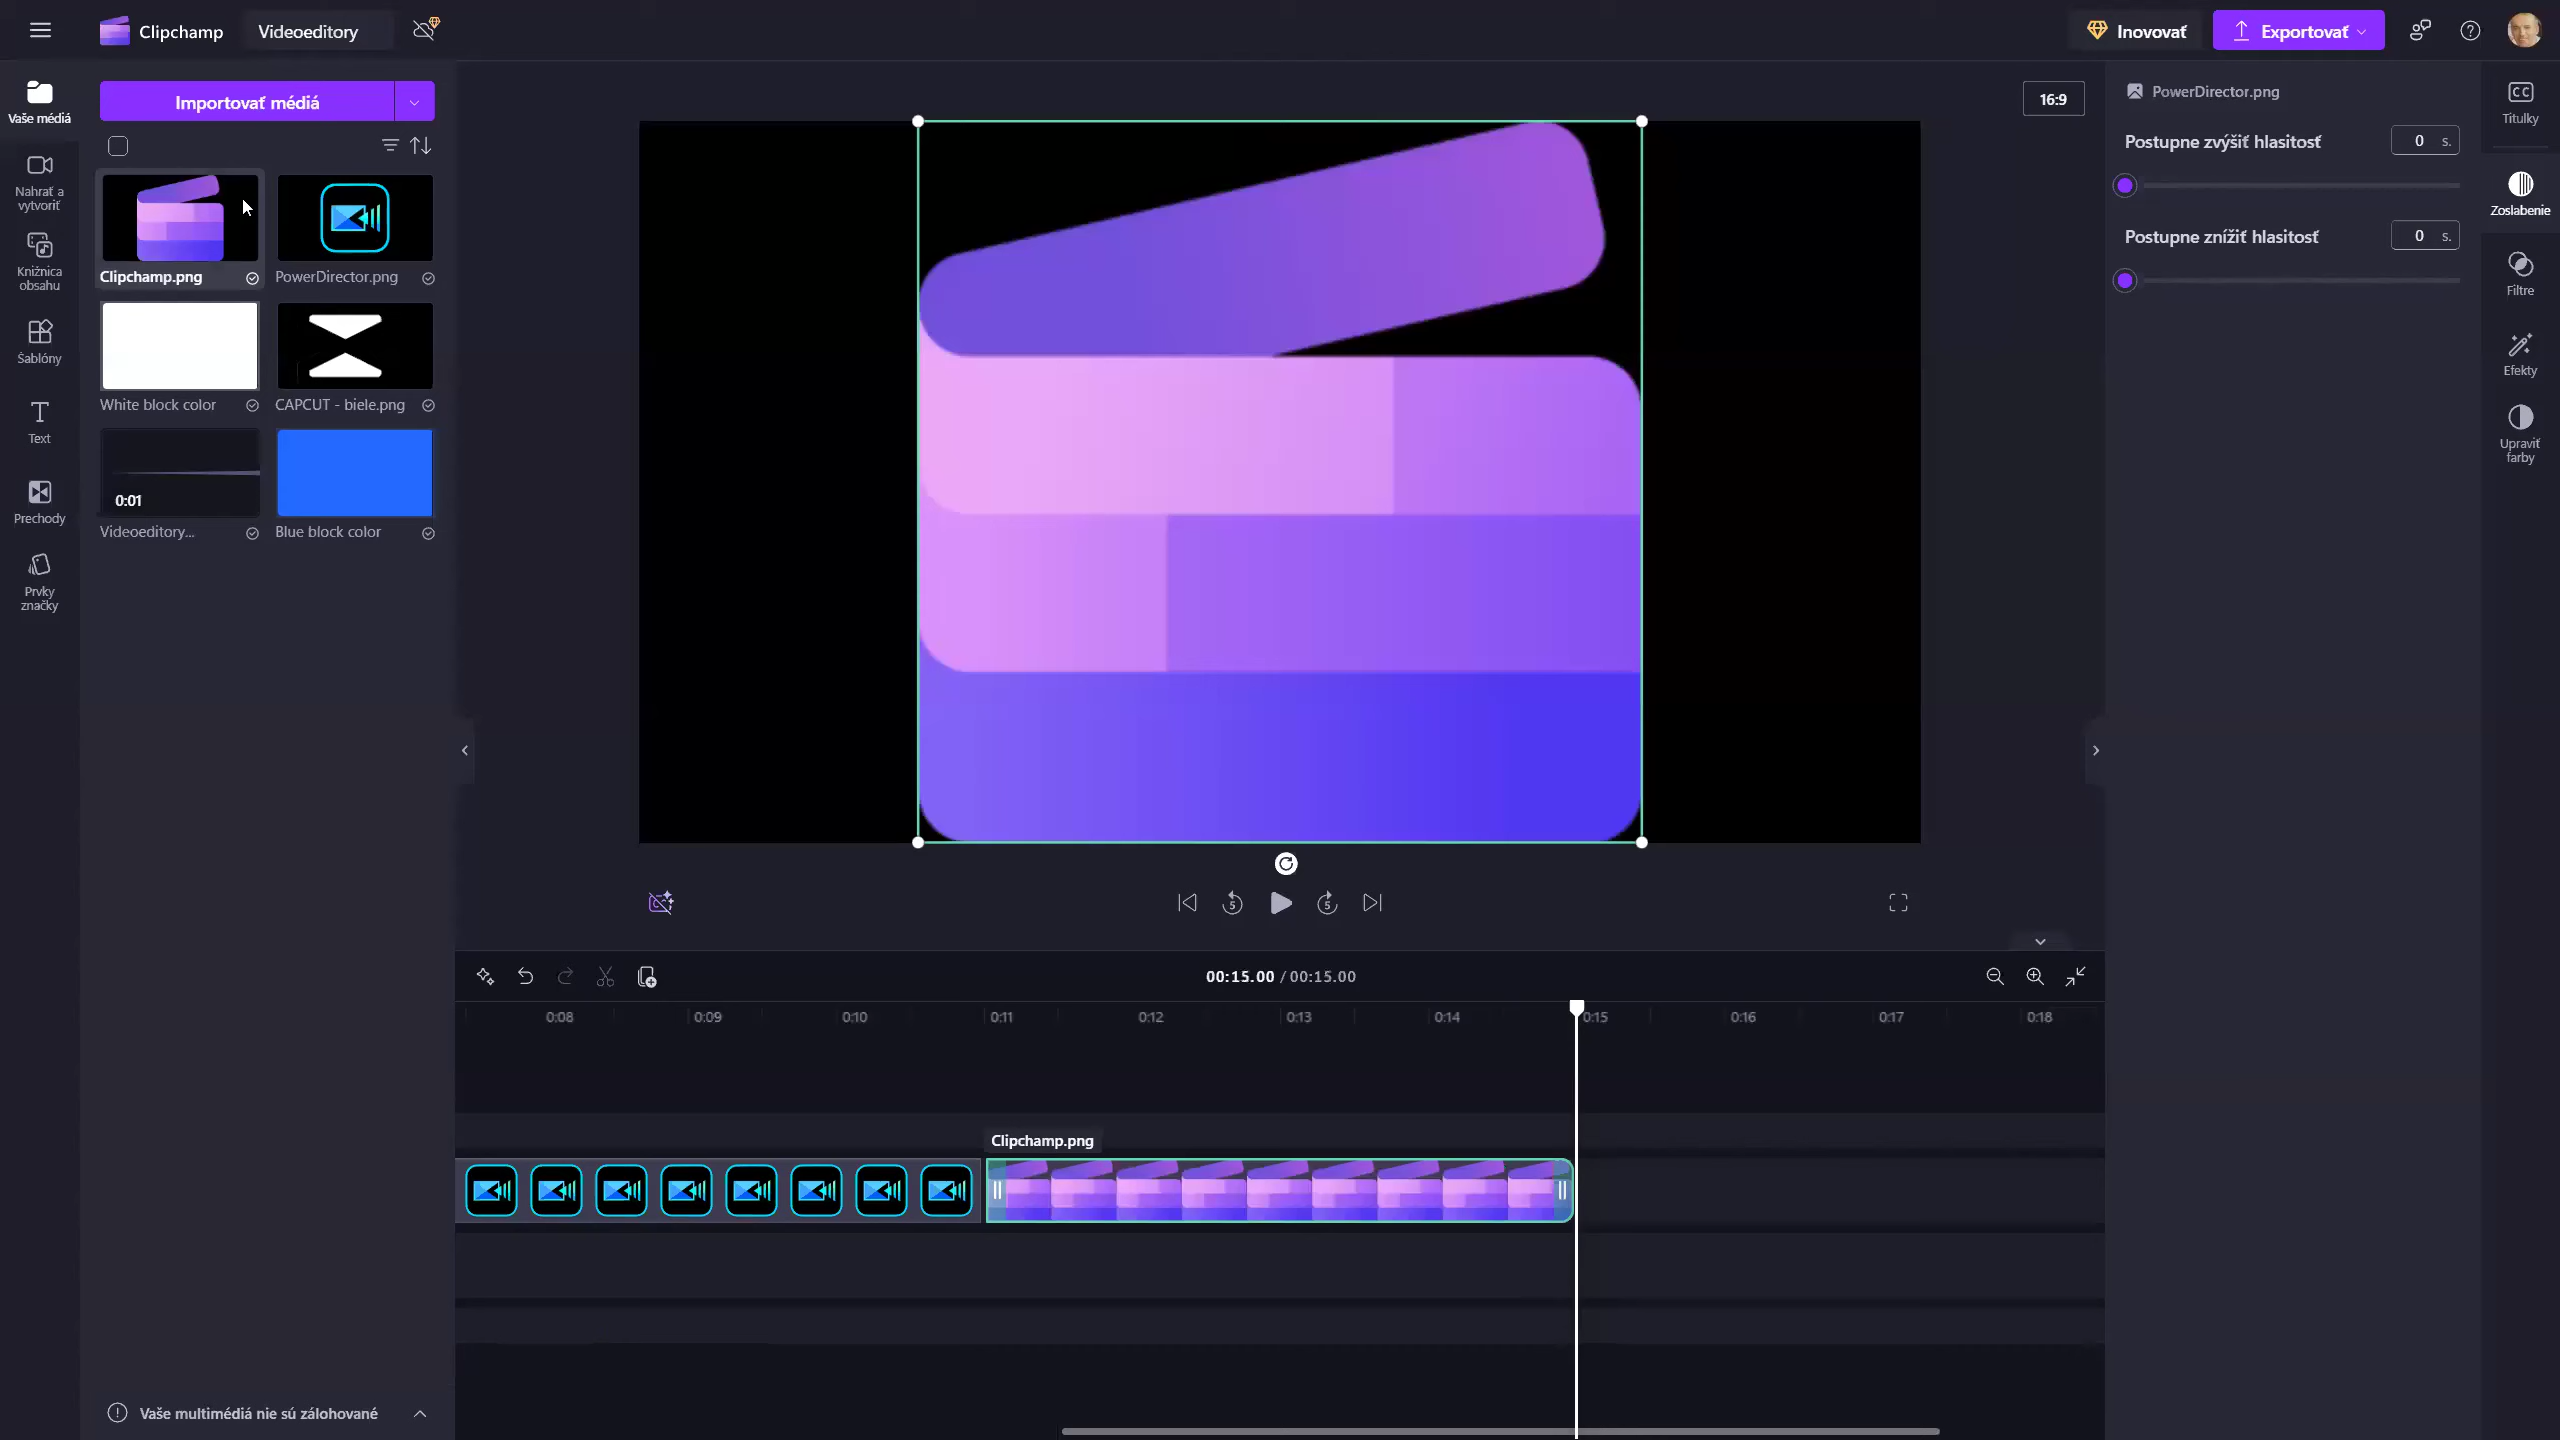 Clipchamp
Videoeditory
Inovovať
Exportovať
Vaše médiá
Nahrať a
vytvoriť
Knižnica
obsahu
Šablóny
Text
Prechody
Prvky
značky
Importovať médiá
Clipchamp.png
PowerDirector.png
White block color
CAPCUT - biele.png
0:01
Videoeditory...
Blue block color
Vaše multimédiá nie sú zálohované
16:9
5
5
00:15.00 / 00:15.00
0:08
0:09
0:10
0:11
0:12
0:13
0:14
0:15
0:16
0:17
0:18
Clipchamp.png
PowerDirector.png
Postupne zvýšiť hlasitosť
0 s.
Postupne znížiť hlasitosť
0 s.
CC
Titulky
Zoslabenie
Filtre
Efekty
Upraviť
farby